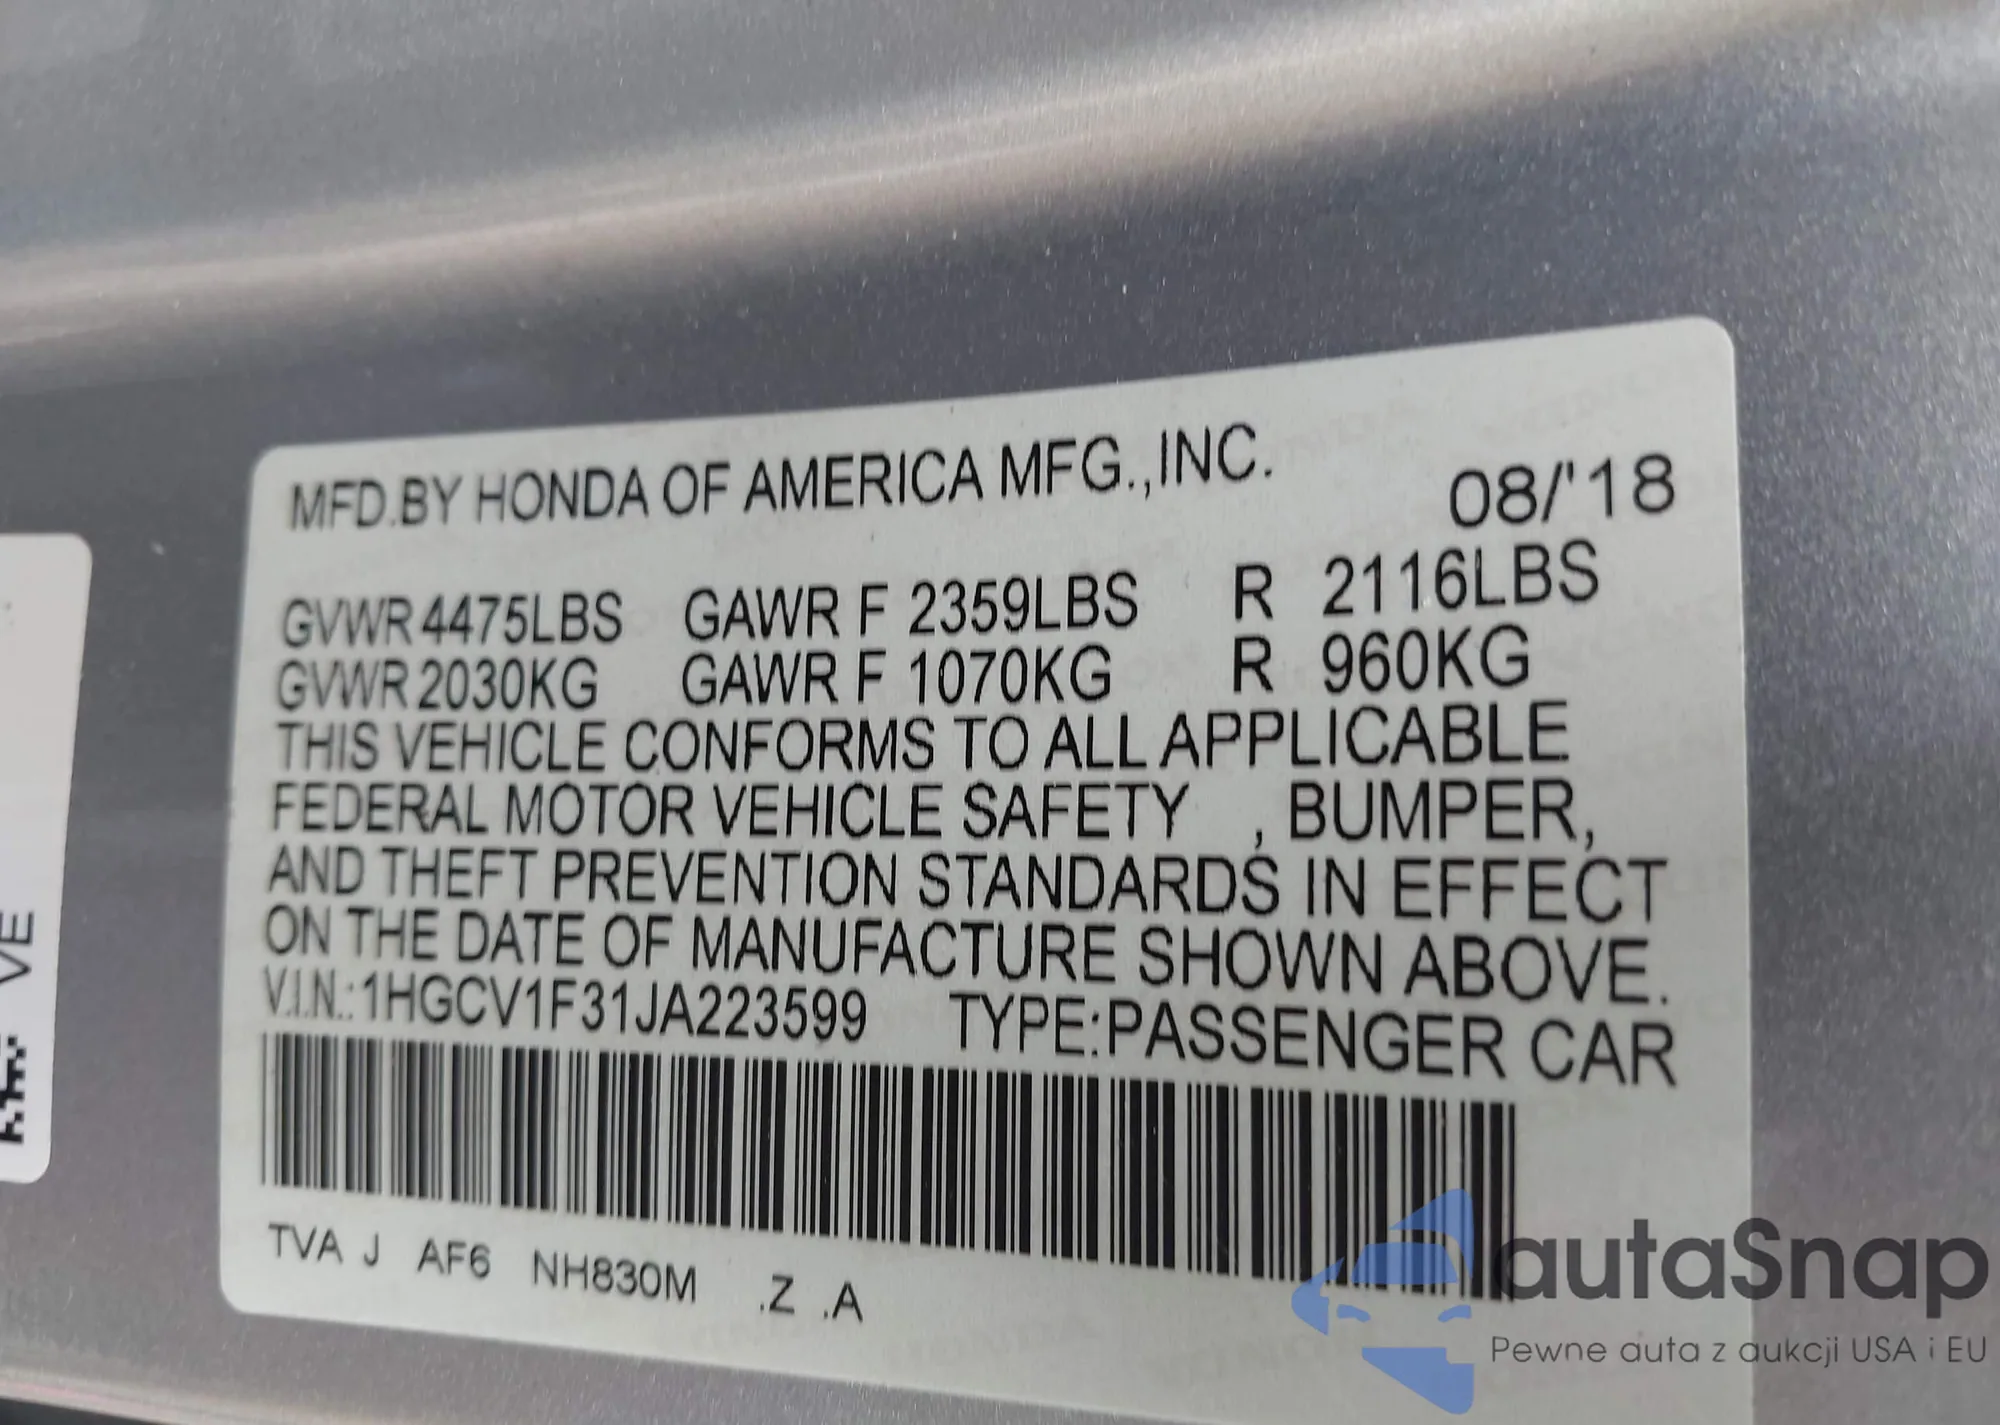 MFD.BY HONDA OF AMERICA MFG.,INC.
08/'18
GVWR 4475LBS GAWR F 2359LBS R 2116LBS
GVWR 2030KG GAWR F 1070KG R 960KG
THIS VEHICLE CONFORMS TO ALL APPLICABLE
FEDERAL MOTOR VEHICLE SAFETY , BUMPER,
AND THEFT PREVENTION STANDARDS IN EFFECT
ON THE DATE OF MANUFACTURE SHOWN ABOVE.
V.I.N.:1HGCV1F31JA223599 TYPE:PASSENGER CAR
TVA J AF6 NH830M .Z .A
VE
autaSnap
Pewne auta z aukcji USA i EU